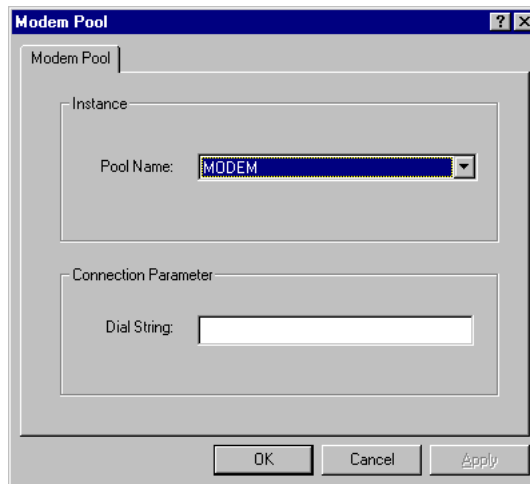 Modem Pool
Modem Pool
Instance
Pool Name: MODEM
Connection Parameter
Dial String:
OK Cancel Apply